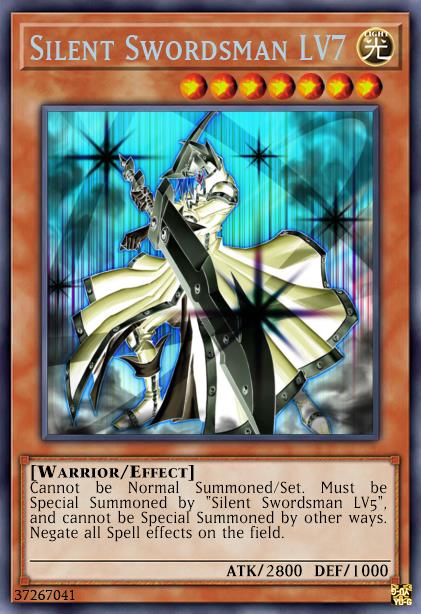 SILENT SWORDSMAN LV7
LIGHT
光
[WARRIOR/EFFECT]
Cannot be Normal Summoned/Set. Must be
Special Summoned by "Silent Swordsman LV5",
and cannot be Special Summoned by other ways.
Negate all Spell effects on the field.
ATK/2800 DEF/1000
37267041